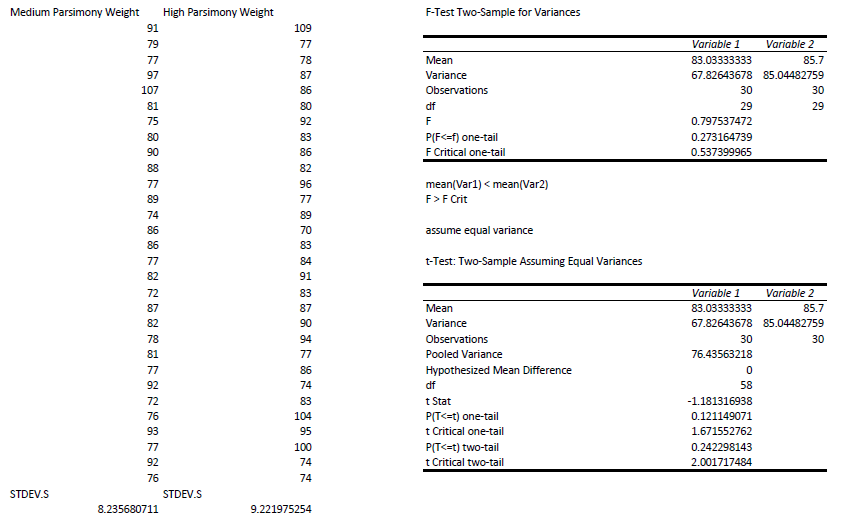 Medium Parsimony Weight High Parsimony Weight
91 109
79 77
77 78
97 87
107 86
81 80
75 92
80 83
90 86
88 82
77 96
89 77
74 89
86 70
86 83
77 84
82 91
72 83
87 87
82 90
78 94
81 77
77 86
92 74
72 83
76 104
93 95
77 100
92 74
76 74
STDEV.S STDEV.S
8.235680711 9.221975254
F-Test Two-Sample for Variances
Variable 1 Variable 2
Mean 83.03333333 85.7
Variance 67.82643678 85.04482759
Observations 30 30
df 29 29
F 0.797537472
P(F<=f) one-tail 0.273164739
F Critical one-tail 0.537399965
mean(Var1) < mean(Var2)
F > F Crit
assume equal variance
t-Test: Two-Sample Assuming Equal Variances
Variable 1 Variable 2
Mean 83.03333333 85.7
Variance 67.82643678 85.04482759
Observations 30 30
Pooled Variance 76.43563218
Hypothesized Mean Difference 0
df 58
t Stat -1.181316938
P(T<=t) one-tail 0.121149071
t Critical one-tail 1.671552762
P(T<=t) two-tail 0.242298143
t Critical two-tail 2.001717484